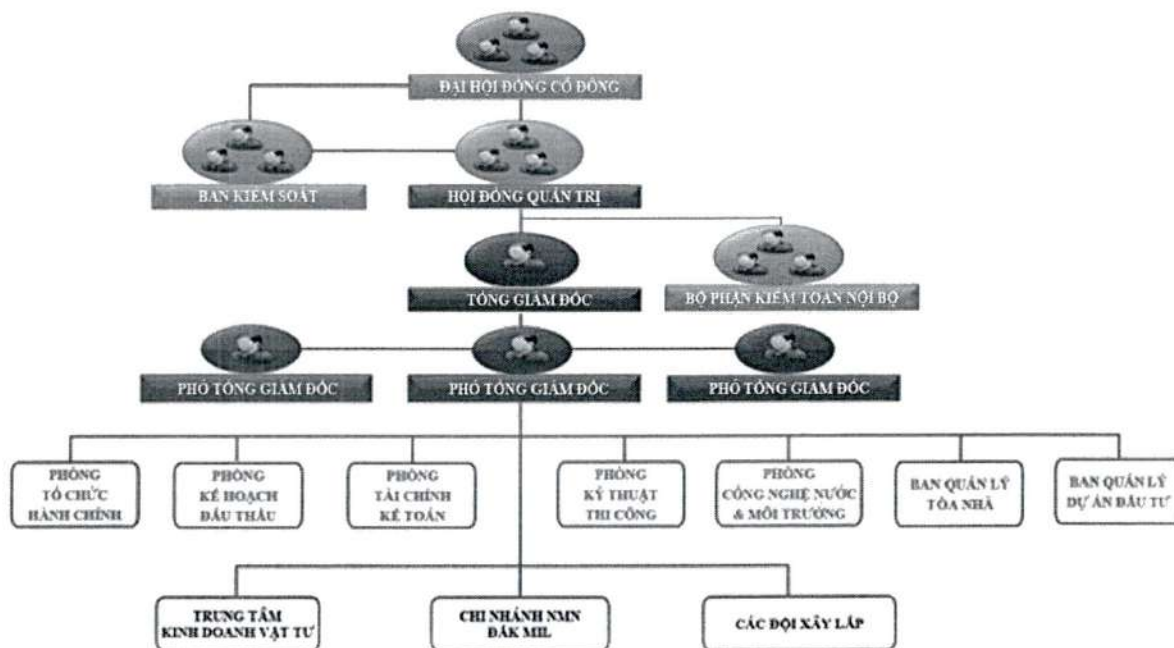 ĐẠI HỘI ĐỒNG CỔ ĐÔNG
BAN KIỂM SOÁT
HỘI ĐỒNG QUẢN TRỊ
TỔNG GIÁM ĐỐC
BỘ PHẬN KIỂM TOÁN NỘI BỘ
PHÓ TỔNG GIÁM ĐỐC
PHÓ TỔNG GIÁM ĐỐC
PHÓ TỔNG GIÁM ĐỐC
PHÒNG
TỔ CHỨC
HÀNH CHÍNH
PHÒNG
KẾ HOẠCH
ĐẤU THẦU
PHÒNG
TÀI CHÍNH
KẾ TOÁN
PHÒNG
KỸ THUẬT
THI CÔNG
PHÒNG
CÔNG NGHỆ NƯỚC
& MÔI TRƯỜNG
BAN QUẢN LÝ
TÒA NHÀ
BAN QUẢN LÝ
DỰ ÁN ĐẦU TƯ
TRUNG TÂM
KINH DOANH VẬT TƯ
CHI NHÁNH NMN
ĐẮK MIL
CÁC ĐỘI XÂY LẮP